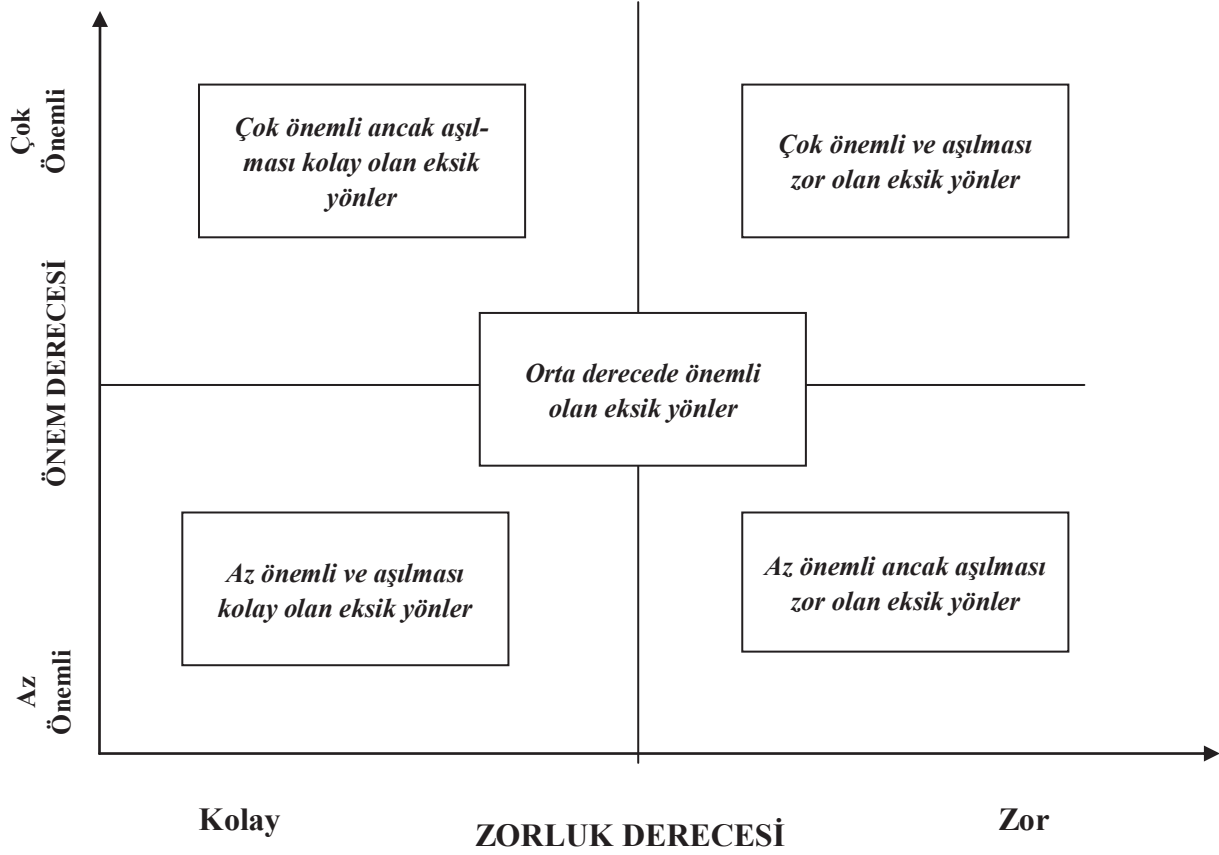 Çok
Önemli
Çok önemli ancak aşıl-
ması kolay olan eksik
yönler
Çok önemli ve aşılması
zor olan eksik yönler
ÖNEM DERECESİ
Orta derecede önemli
olan eksik yönler
Az önemli ve aşılması
kolay olan eksik yönler
Az önemli ancak aşılması
zor olan eksik yönler
Az
Önemli
Kolay
ZORLUK DERECESİ
Zor